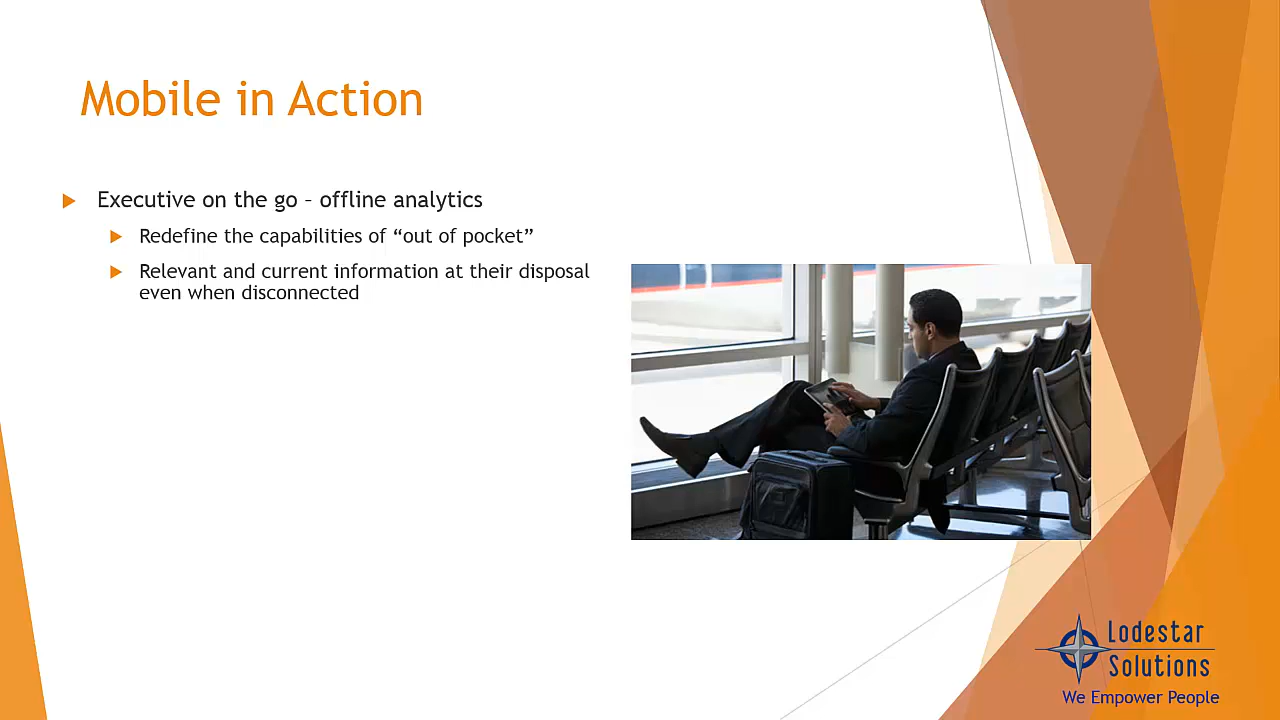 Mobile in Action
Executive on the go – offline analytics
Redefine the capabilities of “out of pocket”
Relevant and current information at their disposal
even when disconnected
Lodestar
Solutions
We Empower People